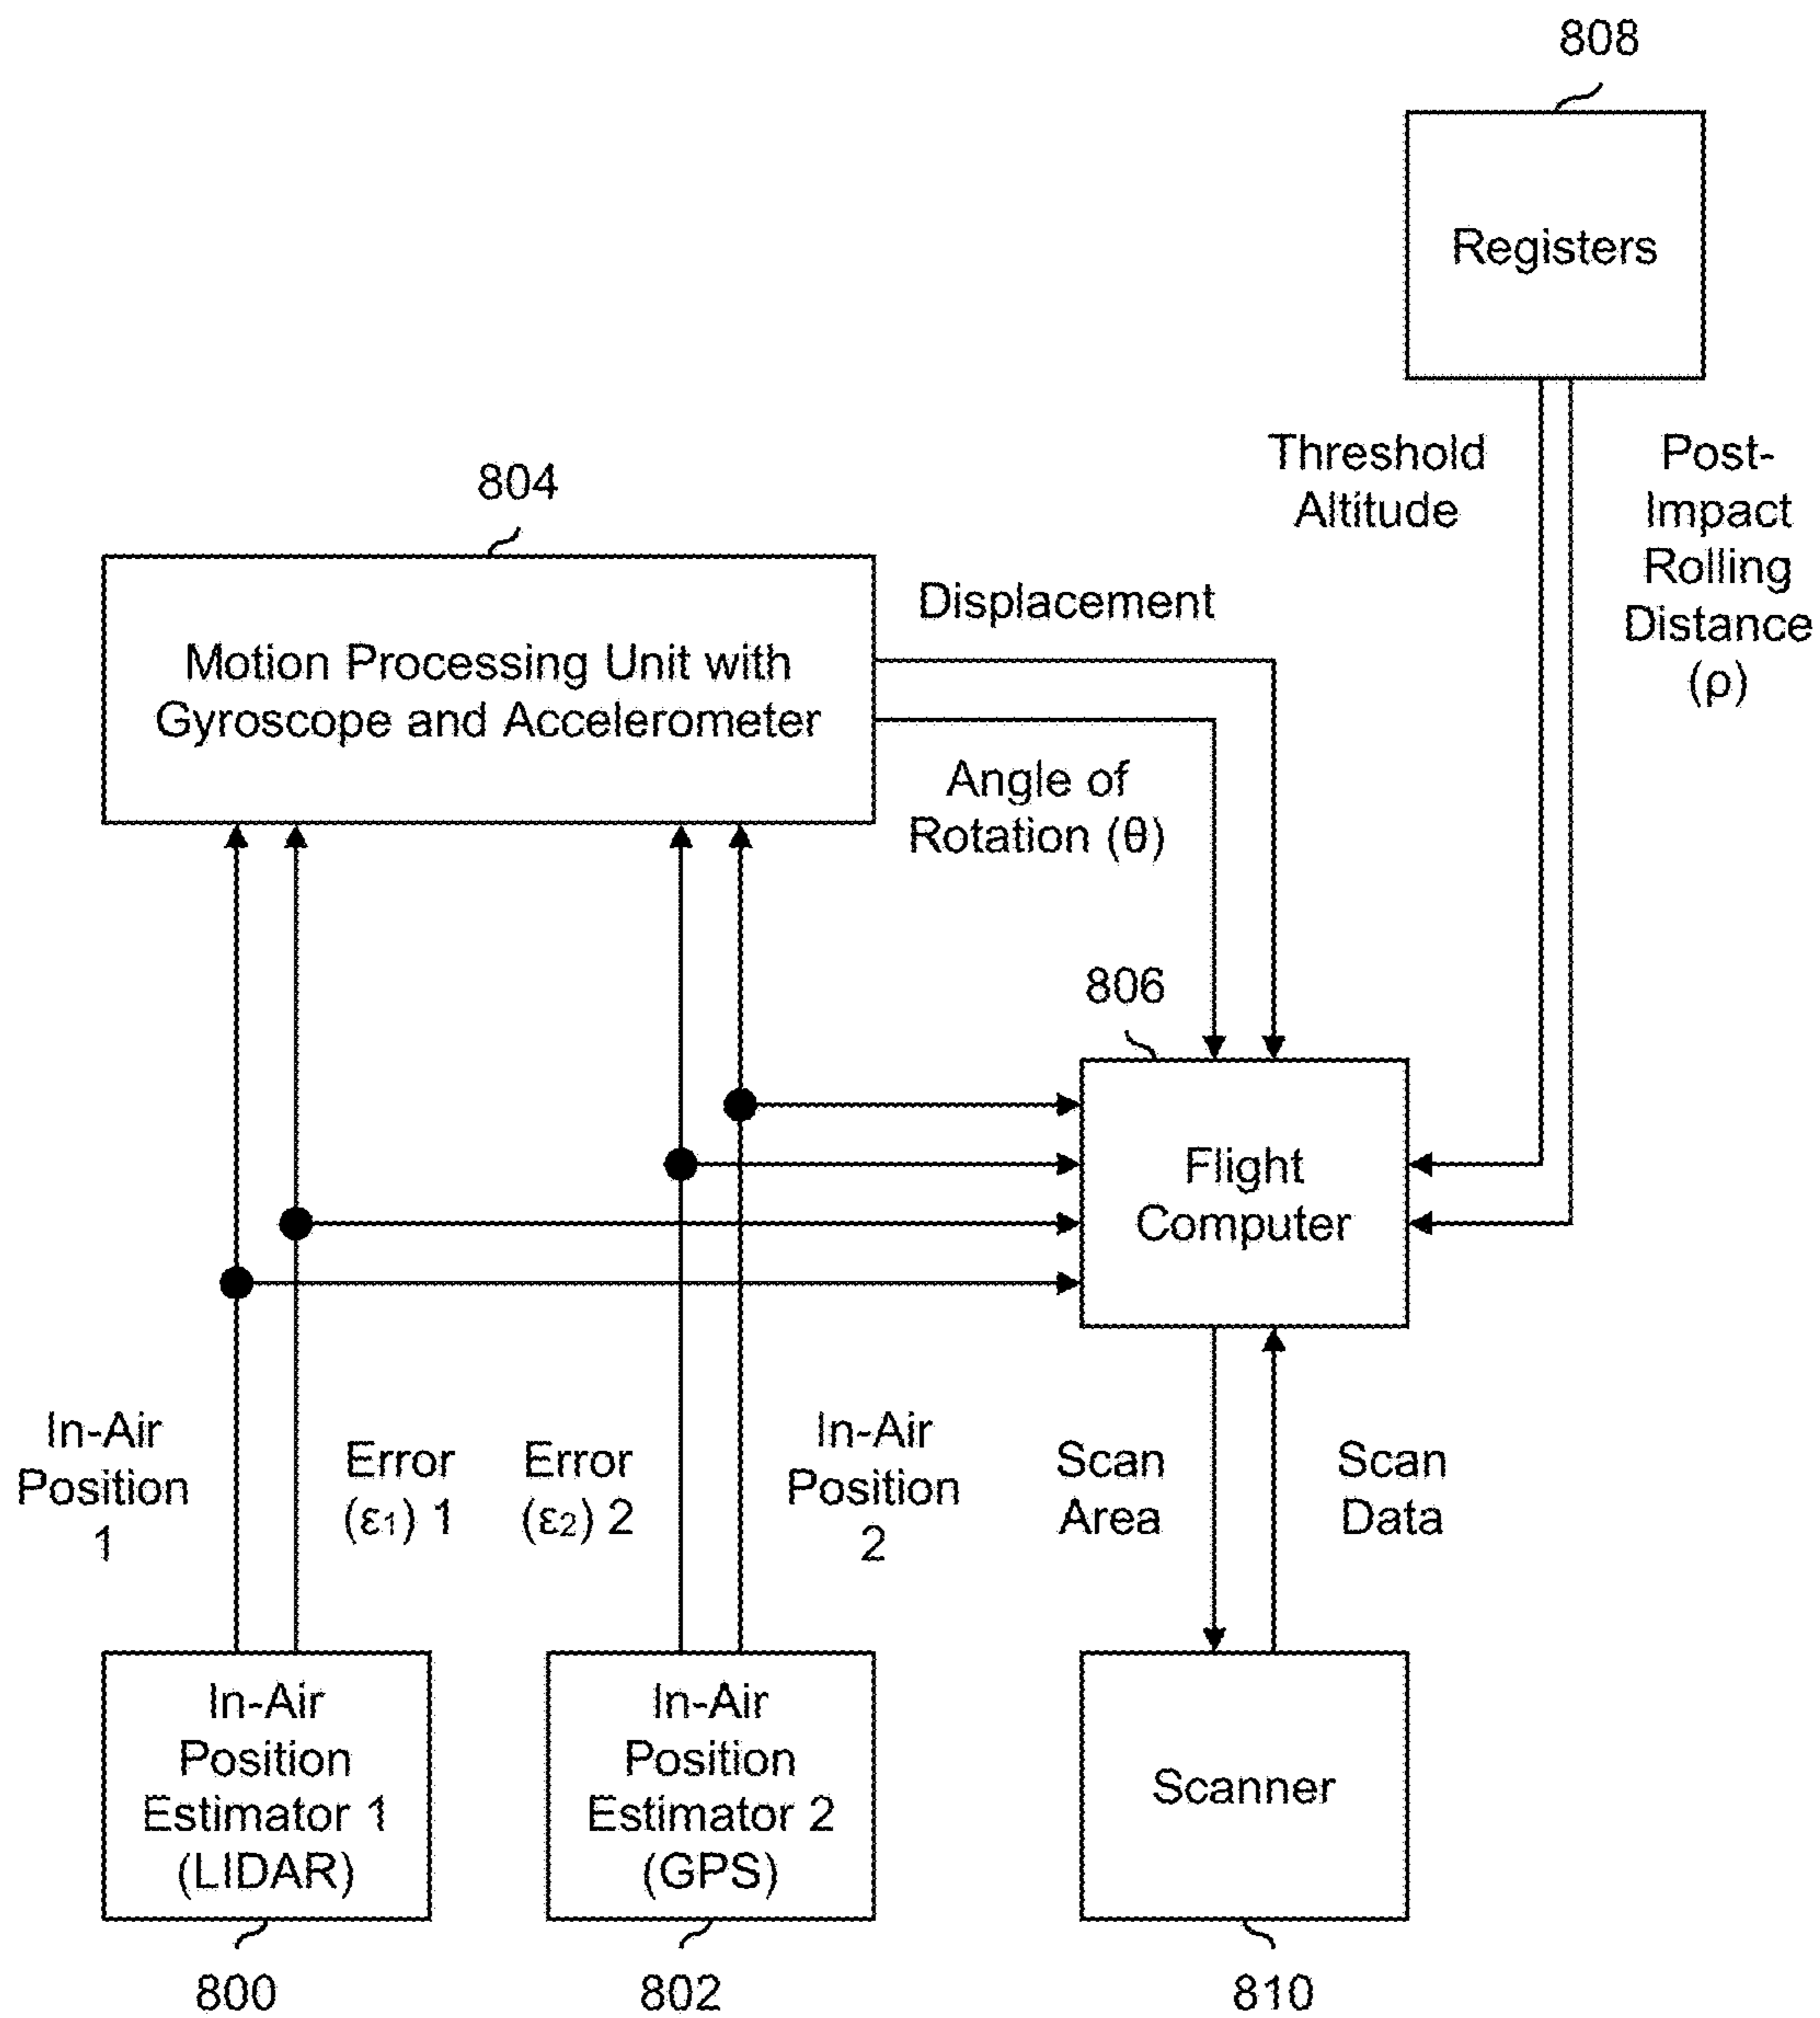 808
Registers
Threshold
Altitude
Post-
Impact
Rolling
Distance
(ρ)
804
Motion Processing Unit with
Gyroscope and Accelerometer
Displacement
Angle of
Rotation (θ)
806
Flight
Computer
In-Air
Position
1
Error
(ε₁) 1
Error
(ε₂) 2
In-Air
Position
2
Scan
Area
Scan
Data
In-Air
Position
Estimator 1
(LIDAR)
In-Air
Position
Estimator 2
(GPS)
Scanner
800
802
810